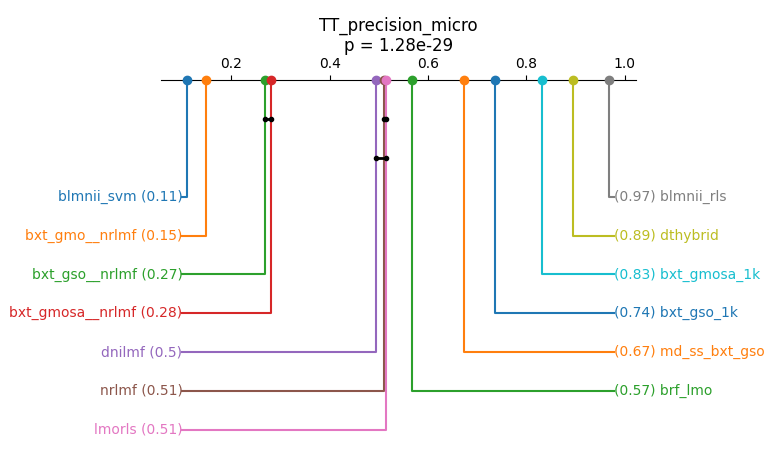 TT_precision_micro
p = 1.28e-29
0.2 0.4 0.6 0.8 1.0
blmnii_svm (0.11)
(0.97) blmnii_rls
bxt_gmo__nrlmf (0.15)
(0.89) dthybrid
bxt_gso__nrlmf (0.27)
(0.83) bxt_gmosa_1k
bxt_gmosa__nrlmf (0.28)
(0.74) bxt_gso_1k
dnilmf (0.5)
(0.67) md_ss_bxt_gso
nrlmf (0.51)
(0.57) brf_lmo
lmorls (0.51)